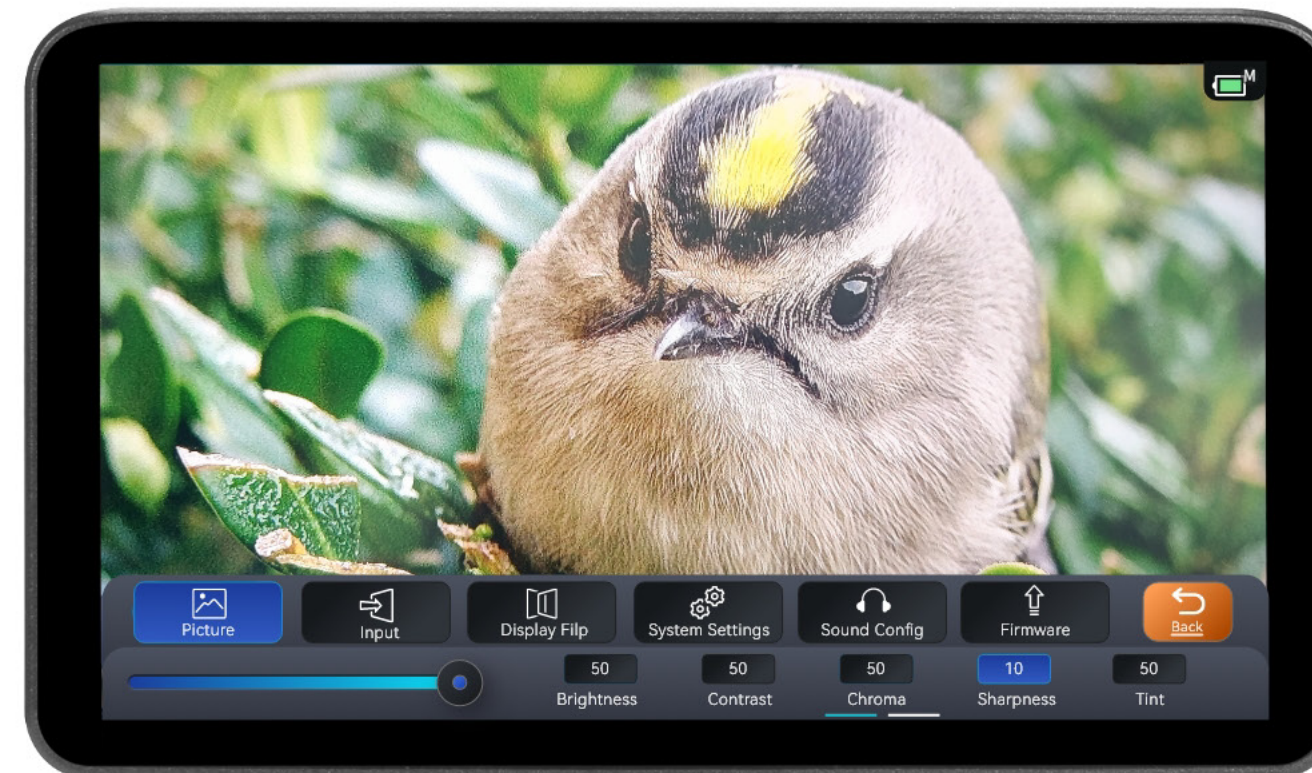 M
Picture
Input
Display Filp
System Settings
Sound Config
Firmware
Back
50
50
50
10
50
Brightness
Contrast
Chroma
Sharpness
Tint